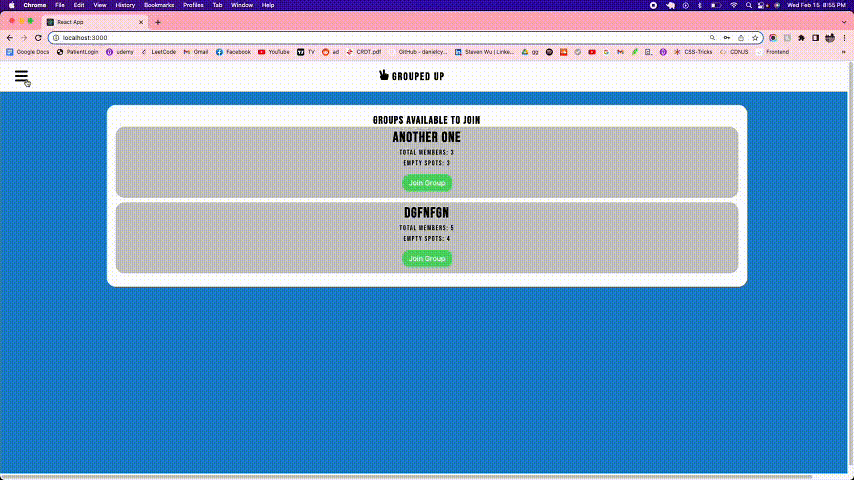 Chrome File Edit View History Bookmarks Profiles Tab Window Help Wed Feb 15 8:55 PM
React App
localhost:3000
Google Docs PatientLogin udemy LeetCode Gmail Facebook YouTube TV ad CRDT.pdf GitHub - danielcy... Steven Wu | Linke... gg CSS-Tricks CDNJS Frontend
GROUPED UP
GROUPS AVAILABLE TO JOIN
ANOTHER ONE
TOTAL MEMBERS: 3
EMPTY SPOTS: 3
Join Group
DGFNFGN
TOTAL MEMBERS: 5
EMPTY SPOTS: 4
Join Group